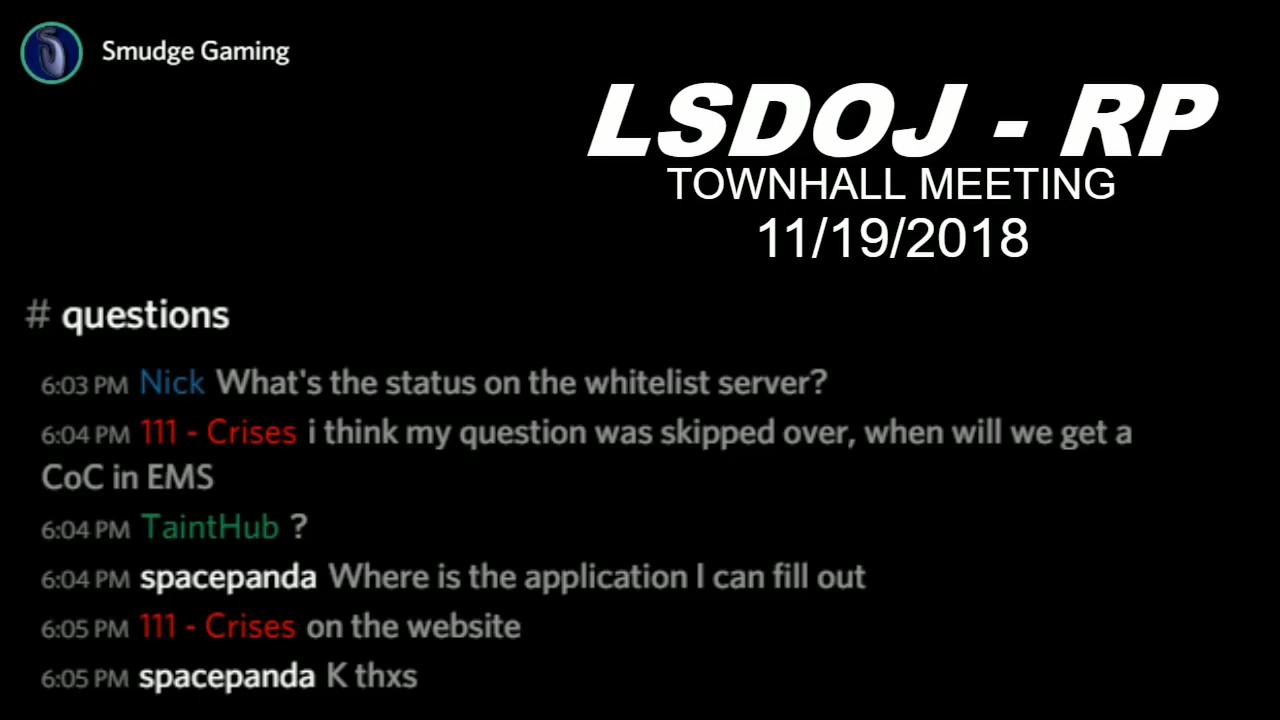 Smudge Gaming
LSDOJ - RP
TOWNHALL MEETING
11/19/2018
# questions
6:03 PM Nick What's the status on the whitelist server?
6:04 PM 111 - Crises i think my question was skipped over, when will we get a
CoC in EMS
6:04 PM TaintHub ?
6:04 PM spacepanda Where is the application I can fill out
6:05 PM 111 - Crises on the website
6:05 PM spacepanda K thxs